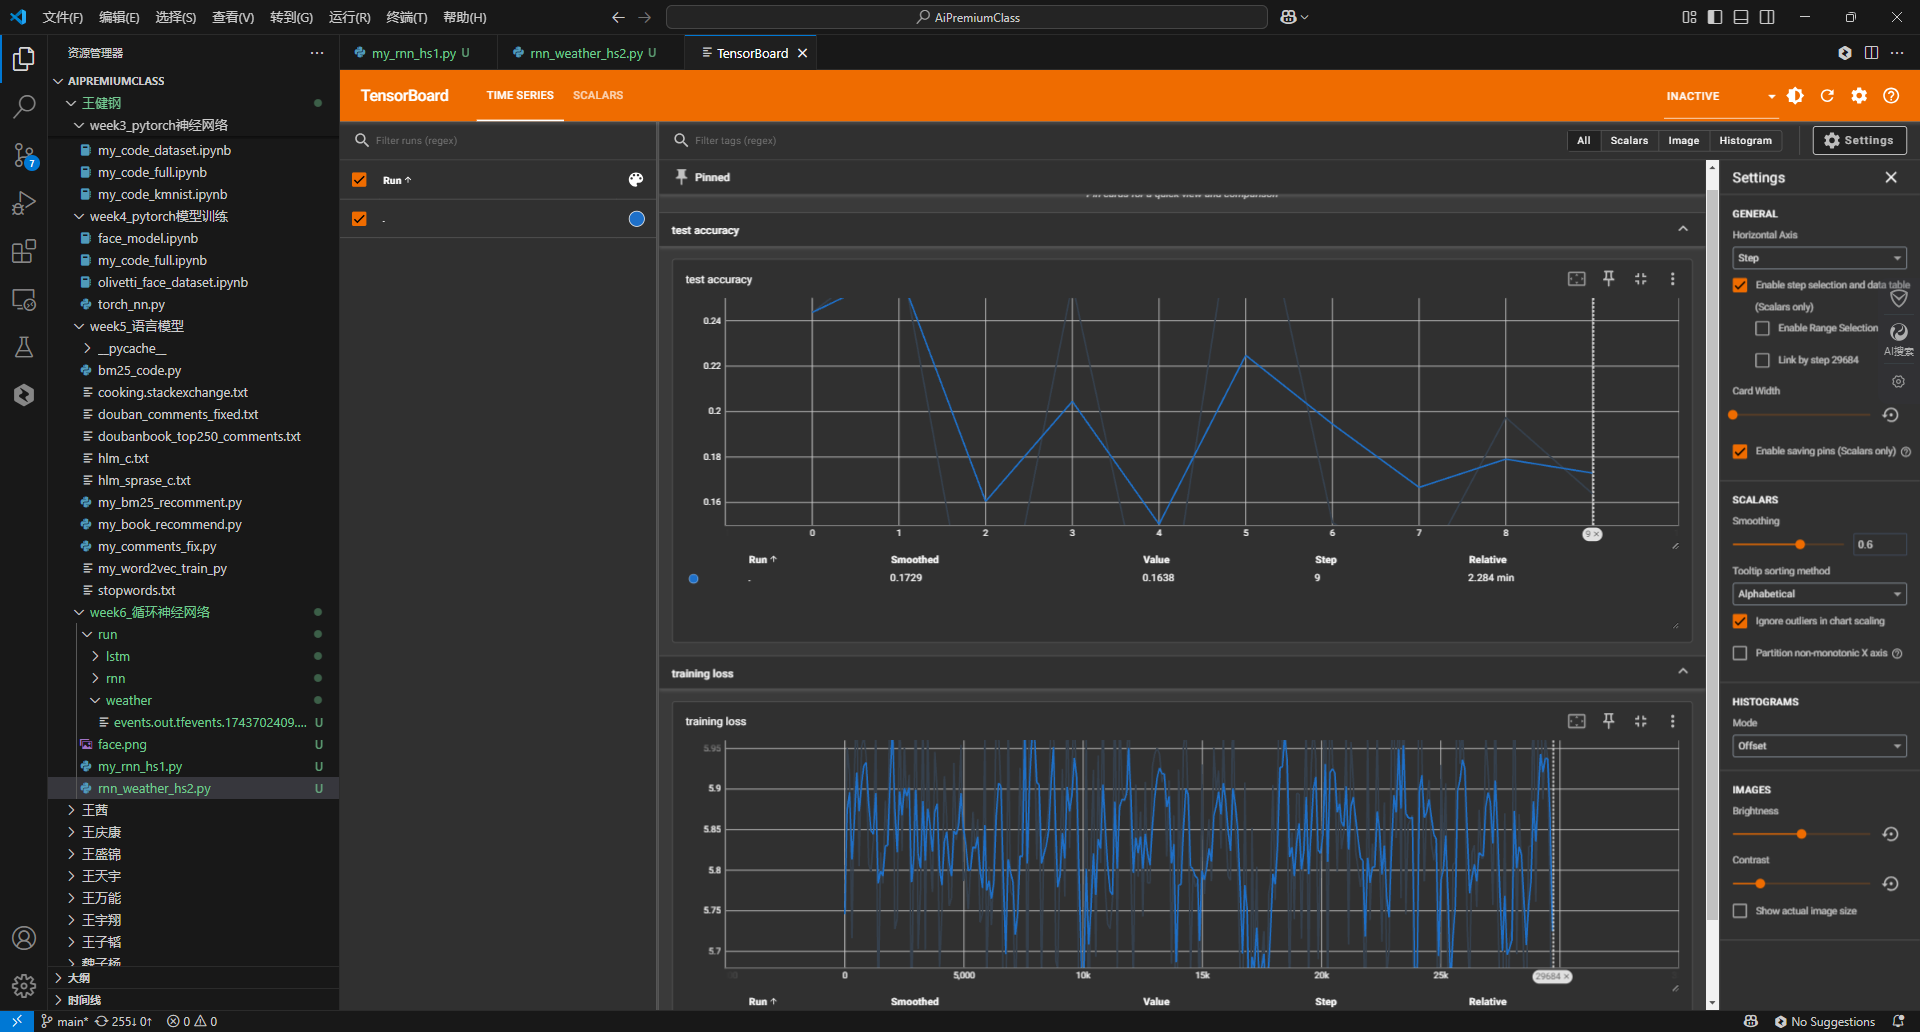 文件(F) 编辑(E) 选择(S) 查看(V) 转到(G) 运行(R) 终端(T) 帮助(H)
AiPremiumClass
资源管理器
my_rnn_hs1.py U
rnn_weather_hs2.py U
TensorBoard
AIPREMIUMCLASS
王健钢
week3_pytorch神经网络
my_code_dataset.ipynb
my_code_full.ipynb
my_code_kmnist.ipynb
week4_pytorch模型训练
face_model.ipynb
my_code_full.ipynb
olivetti_face_dataset.ipynb
torch_nn.py
week5_语言模型
__pycache__
bm25_code.py
cooking.stackexchange.txt
douban_comments_fixed.txt
doubanbook_top250_comments.txt
hlm_c.txt
hlm_sprase_c.txt
my_bm25_recomment.py
my_book_recommend.py
my_comments_fix.py
my_word2vec_train_py
stopwords.txt
week6_循环神经网络
run
lstm
rnn
weather
events.out.tfevents.1743702409.... U
face.png U
my_rnn_hs1.py U
rnn_weather_hs2.py U
王茜
王庆康
王盛锦
王天宇
王万能
王宇翔
王子韬
魏子杨
大纲
时间线
7
TensorBoard TIME SERIES SCALARS INACTIVE
Filter runs (regex)
Run ↑
-
Filter tags (regex)
All Scalars Image Histogram
Settings
Pinned
Pin cards for a quick view and comparison
test accuracy
test accuracy
0.24
0.22
0.2
0.18
0.16
0 1 2 3 4 5 6 7 8 9 ×
Run ↑ Smoothed Value Step Relative
- 0.1729 0.1638 9 2.284 min
training loss
training loss
5.95
5.9
5.85
5.8
5.75
5.7
0 5,000 10k 15k 20k 25k 29684 ×
Run ↑ Smoothed Value Step Relative
Settings
GENERAL
Horizontal Axis
Step
Enable step selection and data table
(Scalars only)
Enable Range Selection
Link by step 29684
AI搜索
Card Width
Enable saving pins (Scalars only)
SCALARS
Smoothing
0.6
Tooltip sorting method
Alphabetical
Ignore outliers in chart scaling
Partition non-monotonic X axis
HISTOGRAMS
Mode
Offset
IMAGES
Brightness
Contrast
Show actual image size
main* 255↓ 0↑ 0 0
No Suggestions